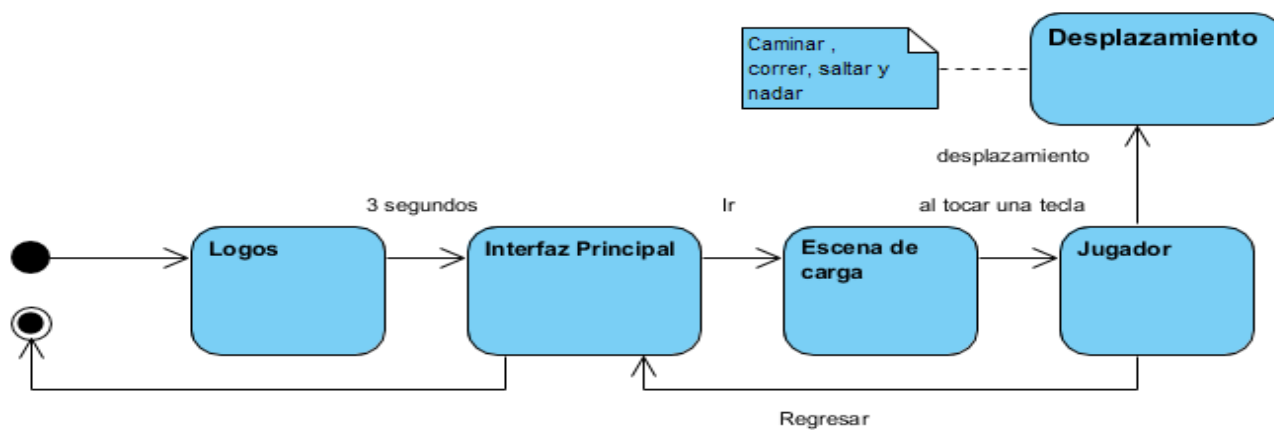 Caminar ,
correr, saltar y
nadar
Desplazamiento
desplazamiento
3 segundos
Ir
al tocar una tecla
Logos
Interfaz Principal
Escena de
carga
Jugador
Regresar